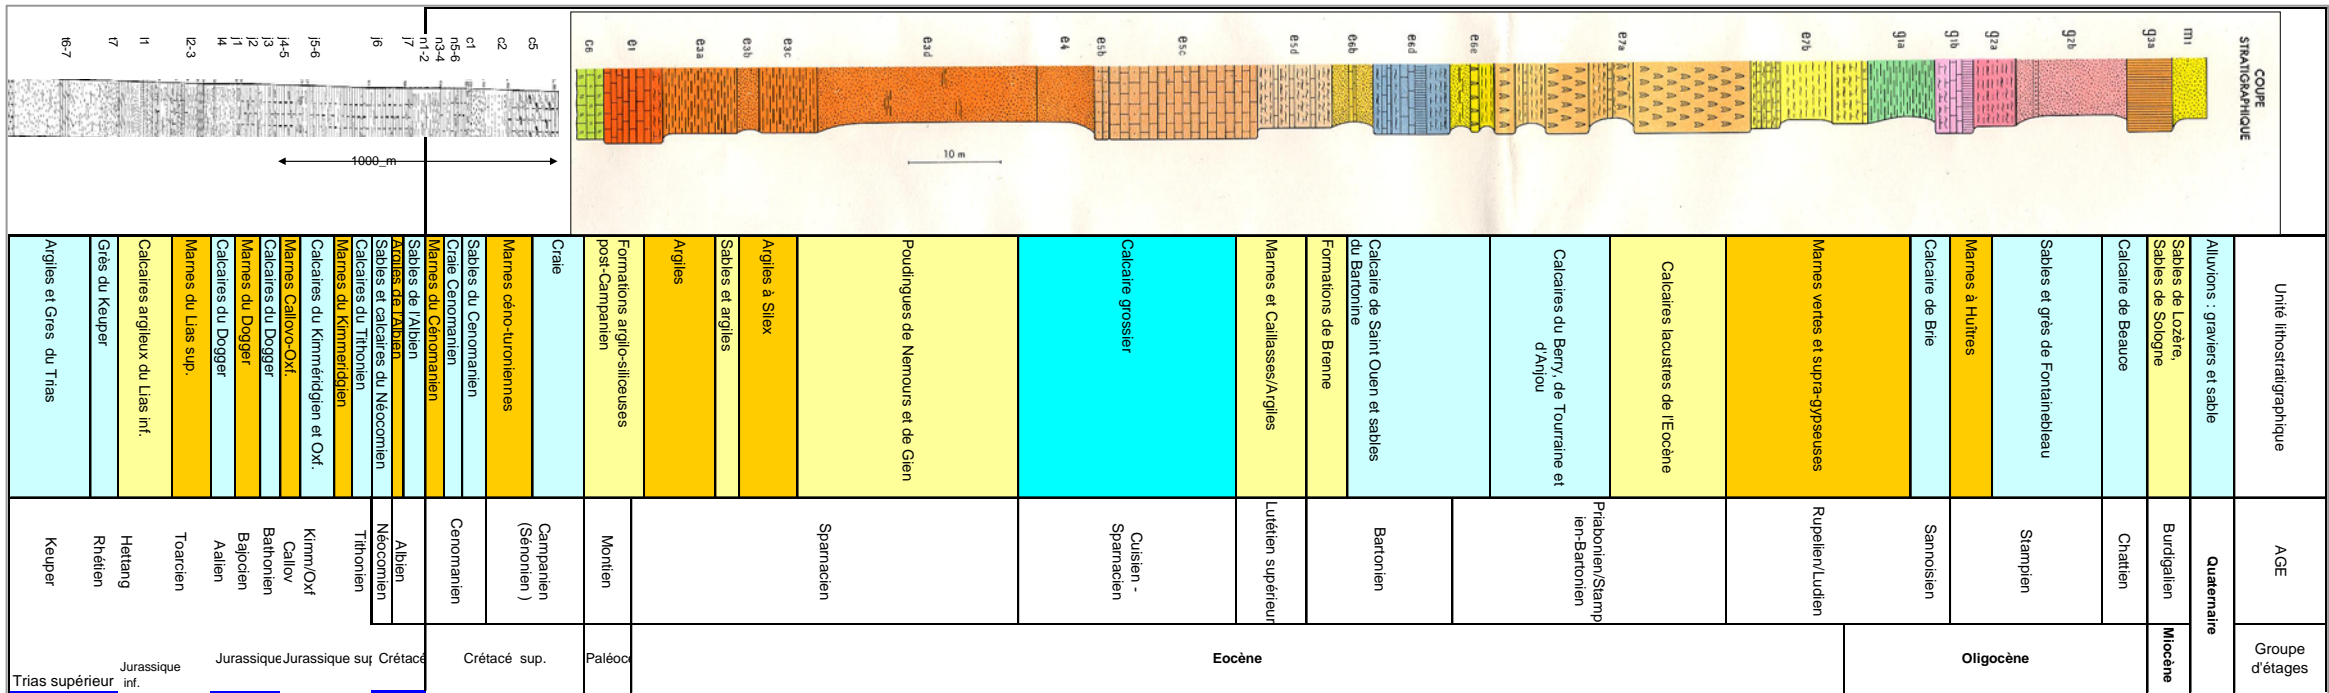 COUPE
STRATIGRAPHIQUE
t6-7
t7
l1
l2-3
l4
j1
j2
j3
j4-5
j5-6
j6
j7
n1-2
n3-4
n5-6
c1
c2
c5
c6
e1
e3a
e3b
e3c
e3d
e4
e5b
e5c
e5d
e6b
e6d
e6e
e7a
e7b
g1a
g1b
g2a
g2b
g3a
m1
1000_m
10 m
Unité lithostratigraphique
Alluvions : graviers et sable
Sables de Lozère,
Sables de Sologne
Calcaire de Beauce
Sables et grès de Fontainebleau
Marnes à Huîtres
Calcaire de Brie
Marnes vertes et supra-gypseuses
Calcaires lacustres de l'Eocène
Calcaires du Berry, de Tourraine et
d'Anjou
Calcaire de Saint Ouen et sables
du Bartonine
Formations de Brenne
Marnes et Caillasses/Argiles
Calcaire grossier
Poudingues de Nemours et de Gien
Argiles à Silex
Sables et argiles
Argiles
Formations argilo-siliceuses
post-Campanien
Craie
Marnes céno-turoniennes
Sables du Cenomanien
Craie Cenomanien
Marnes du Cénomanien
Sables de l'Albien
Argiles de l'Albien
Sables et calcaires du Néocomien
Calcaires du Tithonien
Marnes du Kimmeridgien
Calcaires du Kimméridgien et Oxf.
Marnes Callovo-Oxf.
Calcaires du Dogger
Marnes du Dogger
Calcaires du Dogger
Marnes du Lias sup.
Calcaires argileux du Lias inf.
Grès du Keuper
Argiles et Gres du Trias
AGE
Quaternaire
Burdigalien
Chattien
Stampien
Sannoisien
Rupelien/Ludien
Priabonien/Stamp
ien-Bartonien
Bartonien
Lutétien supérieur
Cuisien -
Sparnacien
Sparnacien
Montien
Campanien
(Sénonien )
Cenomanien
Albien
Néocomien
Tithonien
Kimm/Oxf
Callov
Bathonien
Bajocien
Aalien
Toarcien
Hettang
Rhétien
Keuper
Groupe
d'étages
Miocène
Oligocène
Eocène
Paléoc
Crétacé sup.
Crétacé
Jurassique sup
Jurassique
Jurassique
inf.
Trias supérieur